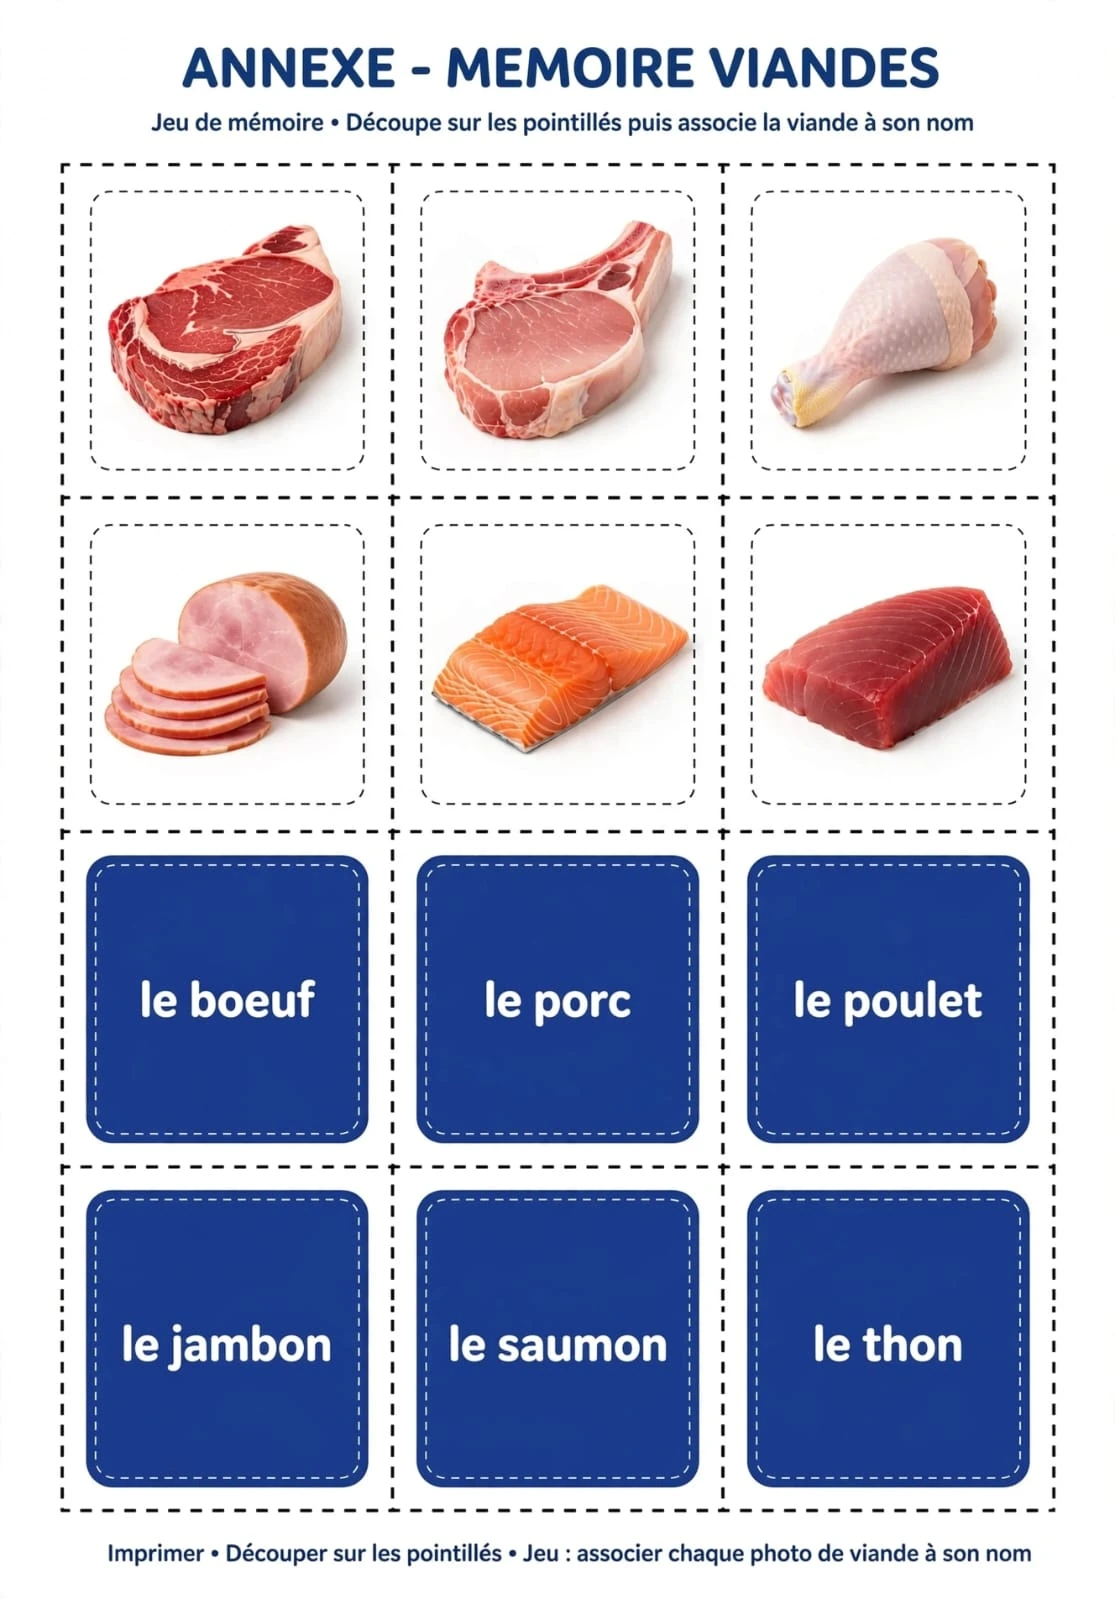 ANNEXE - MEMOIRE VIANDES
Jeu de mémoire • Découpe sur les pointillés puis associe la viande à son nom
le boeuf
le porc
le poulet
le jambon
le saumon
le thon
Imprimer • Découper sur les pointillés • Jeu : associer chaque photo de viande à son nom